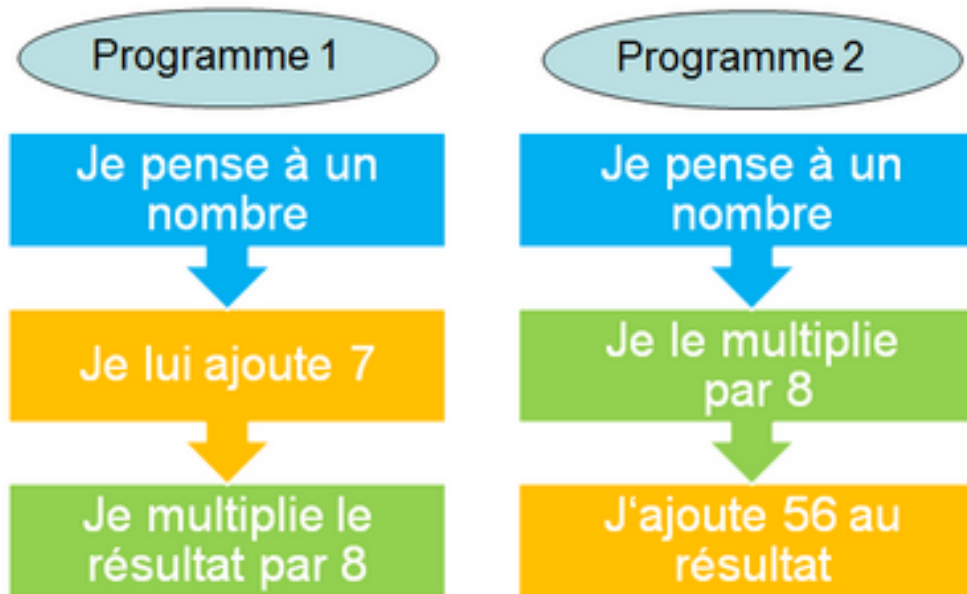 Programme 1
Je pense à un
nombre
Je lui ajoute 7
Je multiplie le
résultat par 8
Programme 2
Je pense à un
nombre
Je le multiplie
par 8
J‘ajoute 56 au
résultat